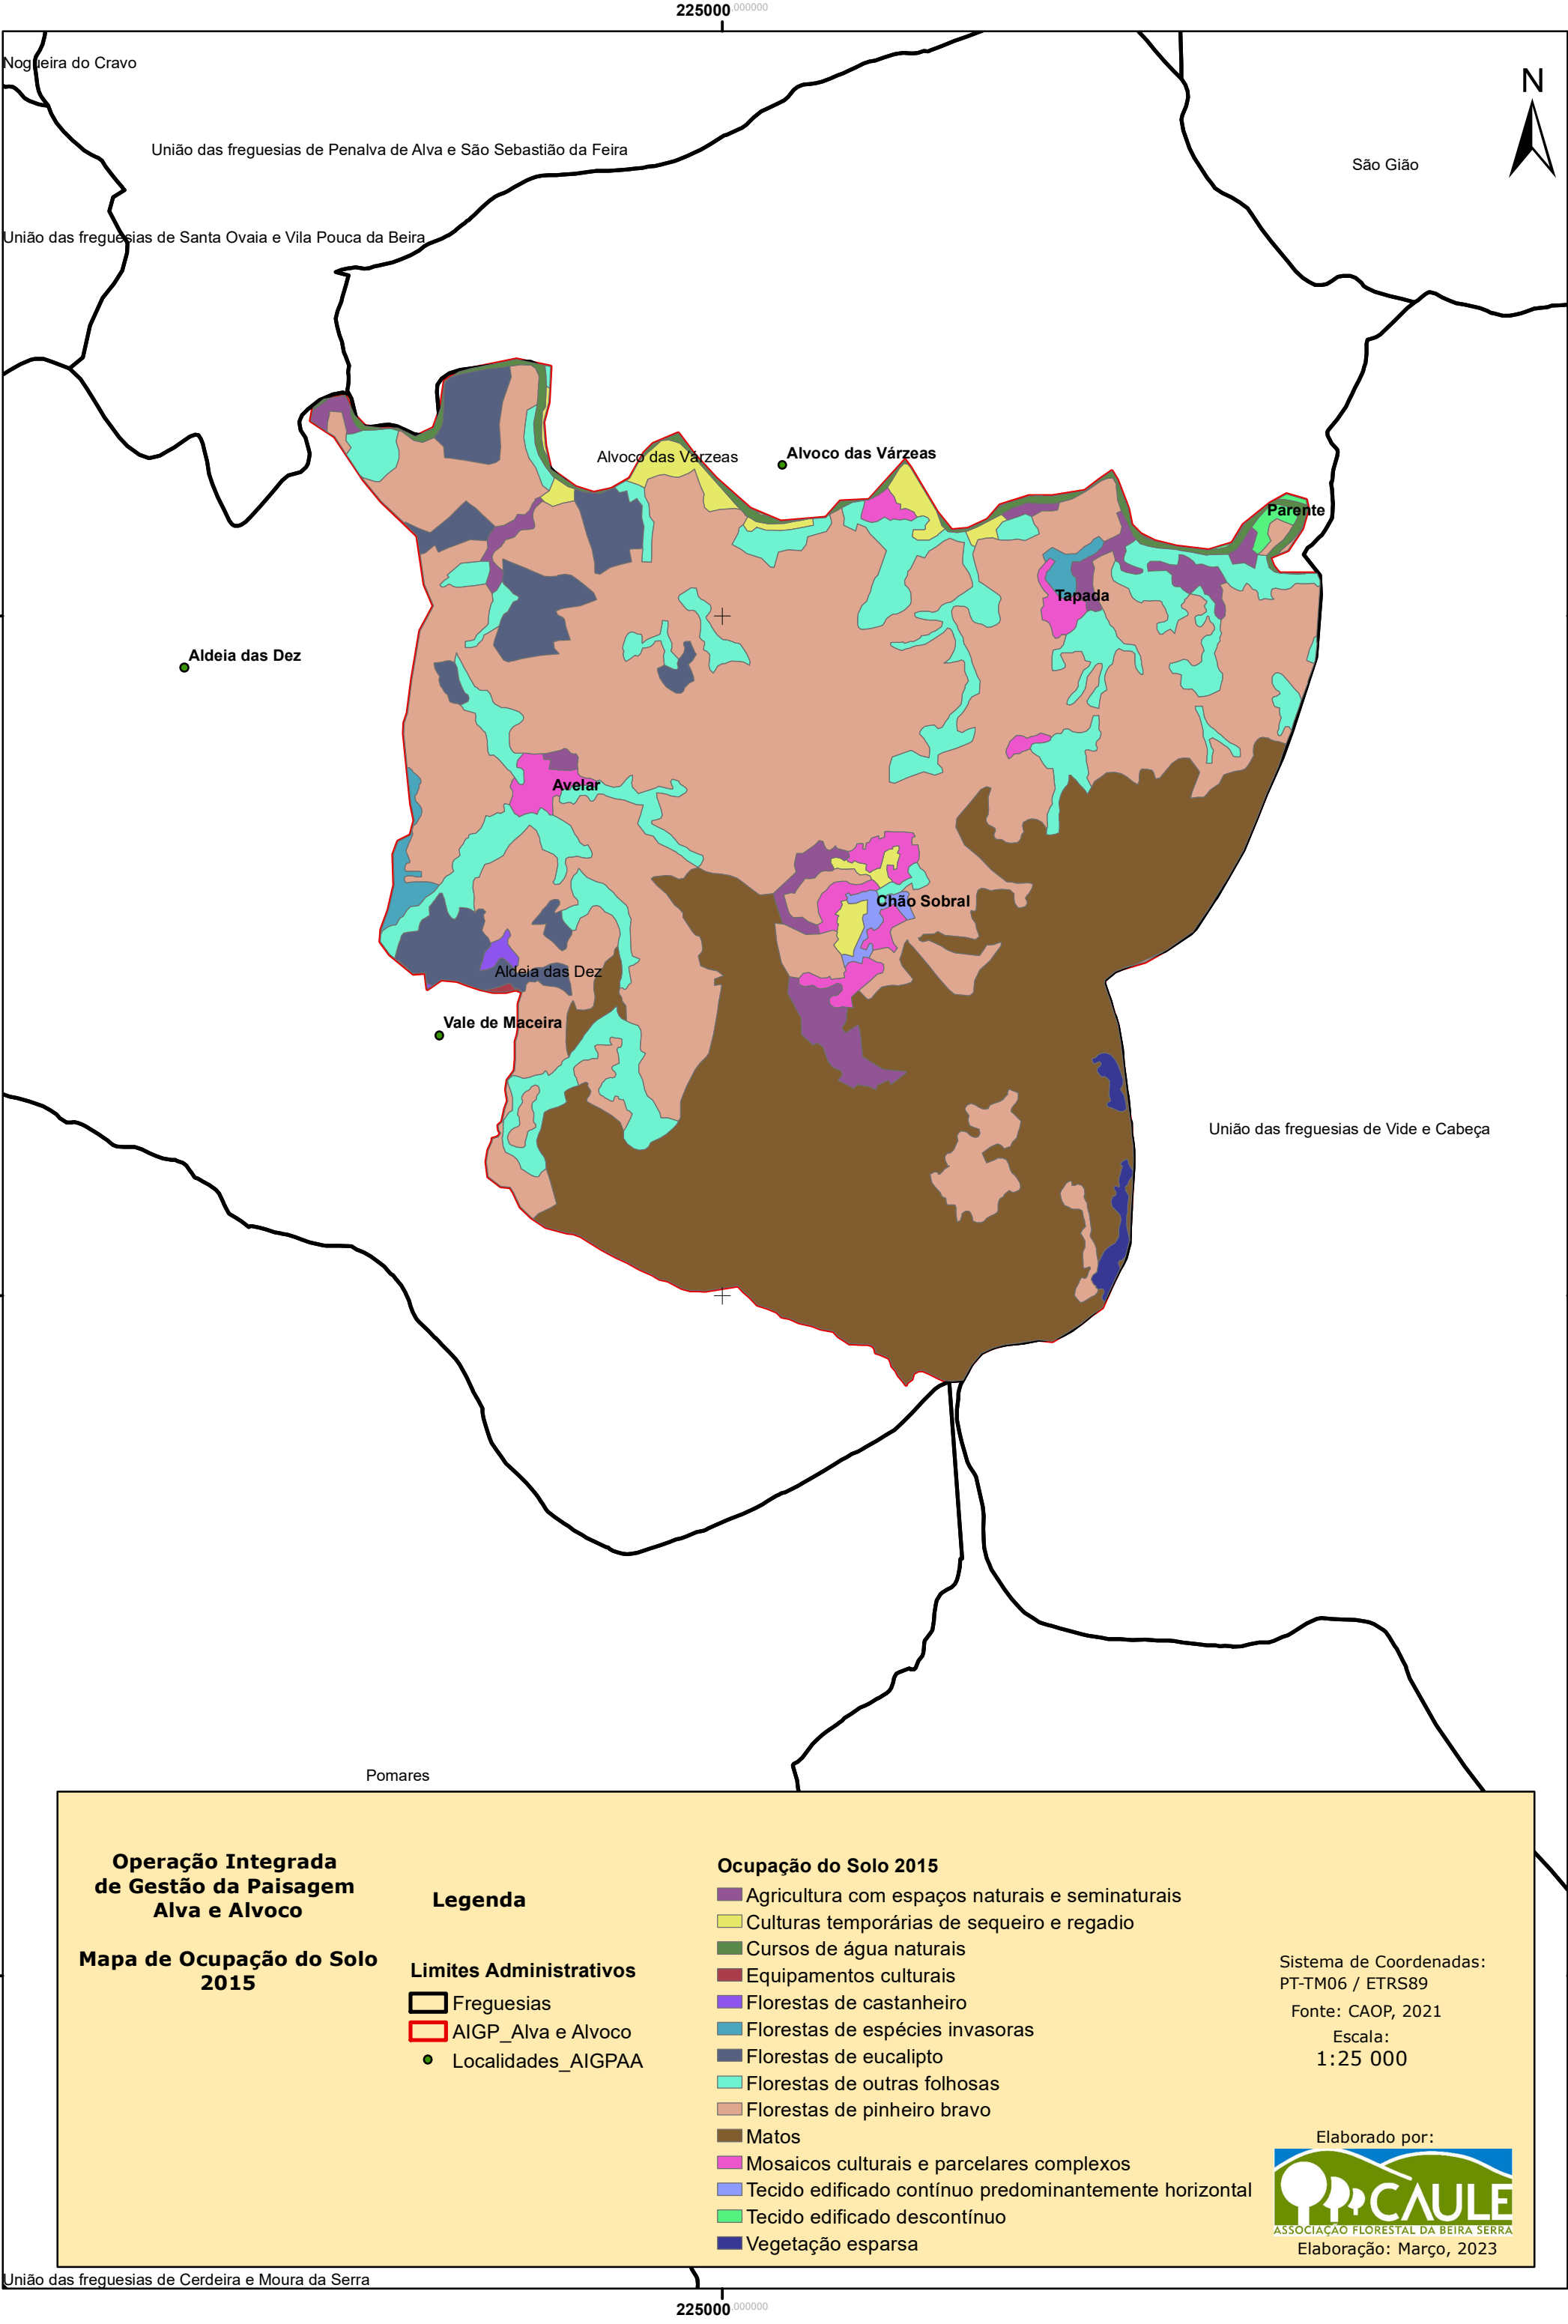 225000.000000
Nogueira do Cravo
N
União das freguesias de Penalva de Alva e São Sebastião da Feira
São Gião
União das freguesias de Santa Ovaia e Vila Pouca da Beira
Alvoco das Várzeas
Alvoco das Várzeas
Parente
Tapada
Aldeia das Dez
Avelar
Chão Sobral
Aldeia das Dez
Vale de Maceira
União das freguesias de Vide e Cabeça
Pomares
Operação Integrada
de Gestão da Paisagem
Alva e Alvoco
Mapa de Ocupação do Solo
2015
Legenda
Limites Administrativos
Freguesias
AIGP_Alva e Alvoco
Localidades_AIGPAA
Ocupação do Solo 2015
Agricultura com espaços naturais e seminaturais
Culturas temporárias de sequeiro e regadio
Cursos de água naturais
Equipamentos culturais
Florestas de castanheiro
Florestas de espécies invasoras
Florestas de eucalipto
Florestas de outras folhosas
Florestas de pinheiro bravo
Matos
Mosaicos culturais e parcelares complexos
Tecido edificado contínuo predominantemente horizontal
Tecido edificado descontínuo
Vegetação esparsa
Sistema de Coordenadas:
PT-TM06 / ETRS89
Fonte: CAOP, 2021
Escala:
1:25 000
Elaborado por:
CAULE
ASSOCIAÇÃO FLORESTAL DA BEIRA SERRA
Elaboração: Março, 2023
União das freguesias de Cerdeira e Moura da Serra
225000.000000